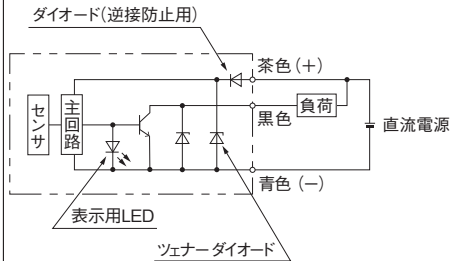 ダイオード(逆接防止用)
茶色(+)
センサ
主回路
負荷
黒色
直流電源
青色(−)
表示用LED
ツェナーダイオード